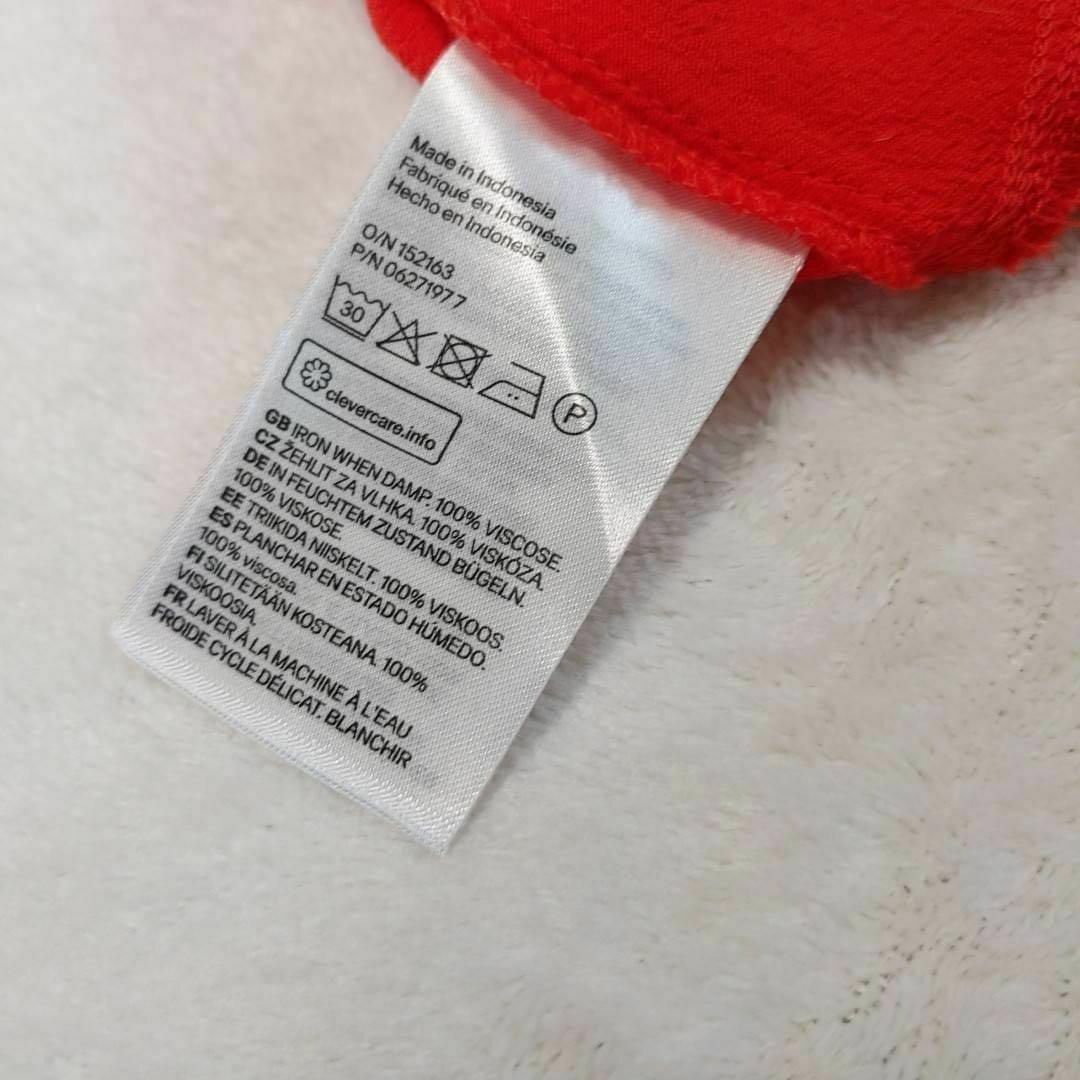 Made in Indonesia
Fabriqué en Indonésie
Hecho en Indonesia
O/N 152163
P/N 06271977
30
P
clevercare.info
GB IRON WHEN DAMP. 100% VISCOSE.
CZ ŽEHLIT ZA VLHKA. 100% VISKÓZA.
DE IN FEUCHTEM ZUSTAND BÜGELN.
100% VISKOSE.
EE TRIIKIDA NIISKELT. 100% VISKOOS.
ES PLANCHAR EN ESTADO HÚMEDO.
100% viscosa.
FI SILITETÄÄN KOSTEANA. 100%
VISKOOSIA.
FR LAVER À LA MACHINE À L'EAU
FROIDE CYCLE DÉLICAT. BLANCHIR